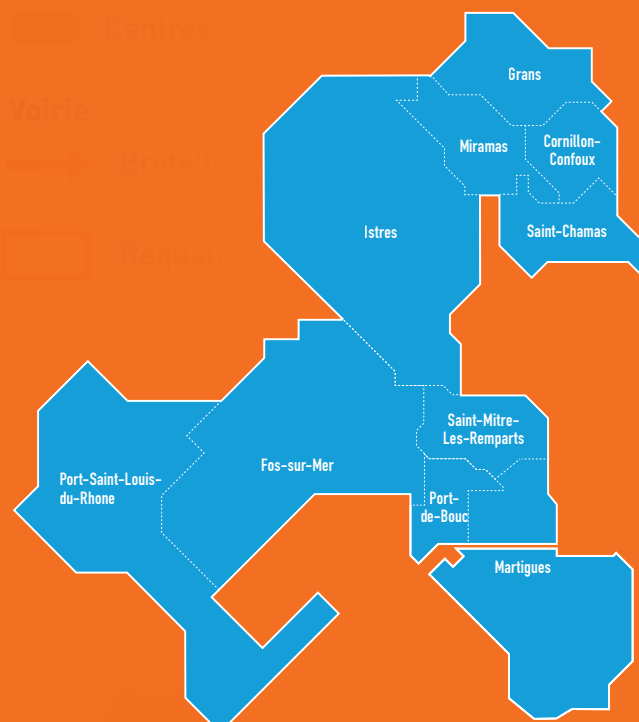 Centres
Voirie
Bretelle
Grans
Miramas
Cornillon-
Confoux
Istres
Saint-Chamas
Saint-Mitre-
Les-Remparts
Fos-sur-Mer
Port-Saint-Louis-
du-Rhone
Port-
de-Bouc
Martigues